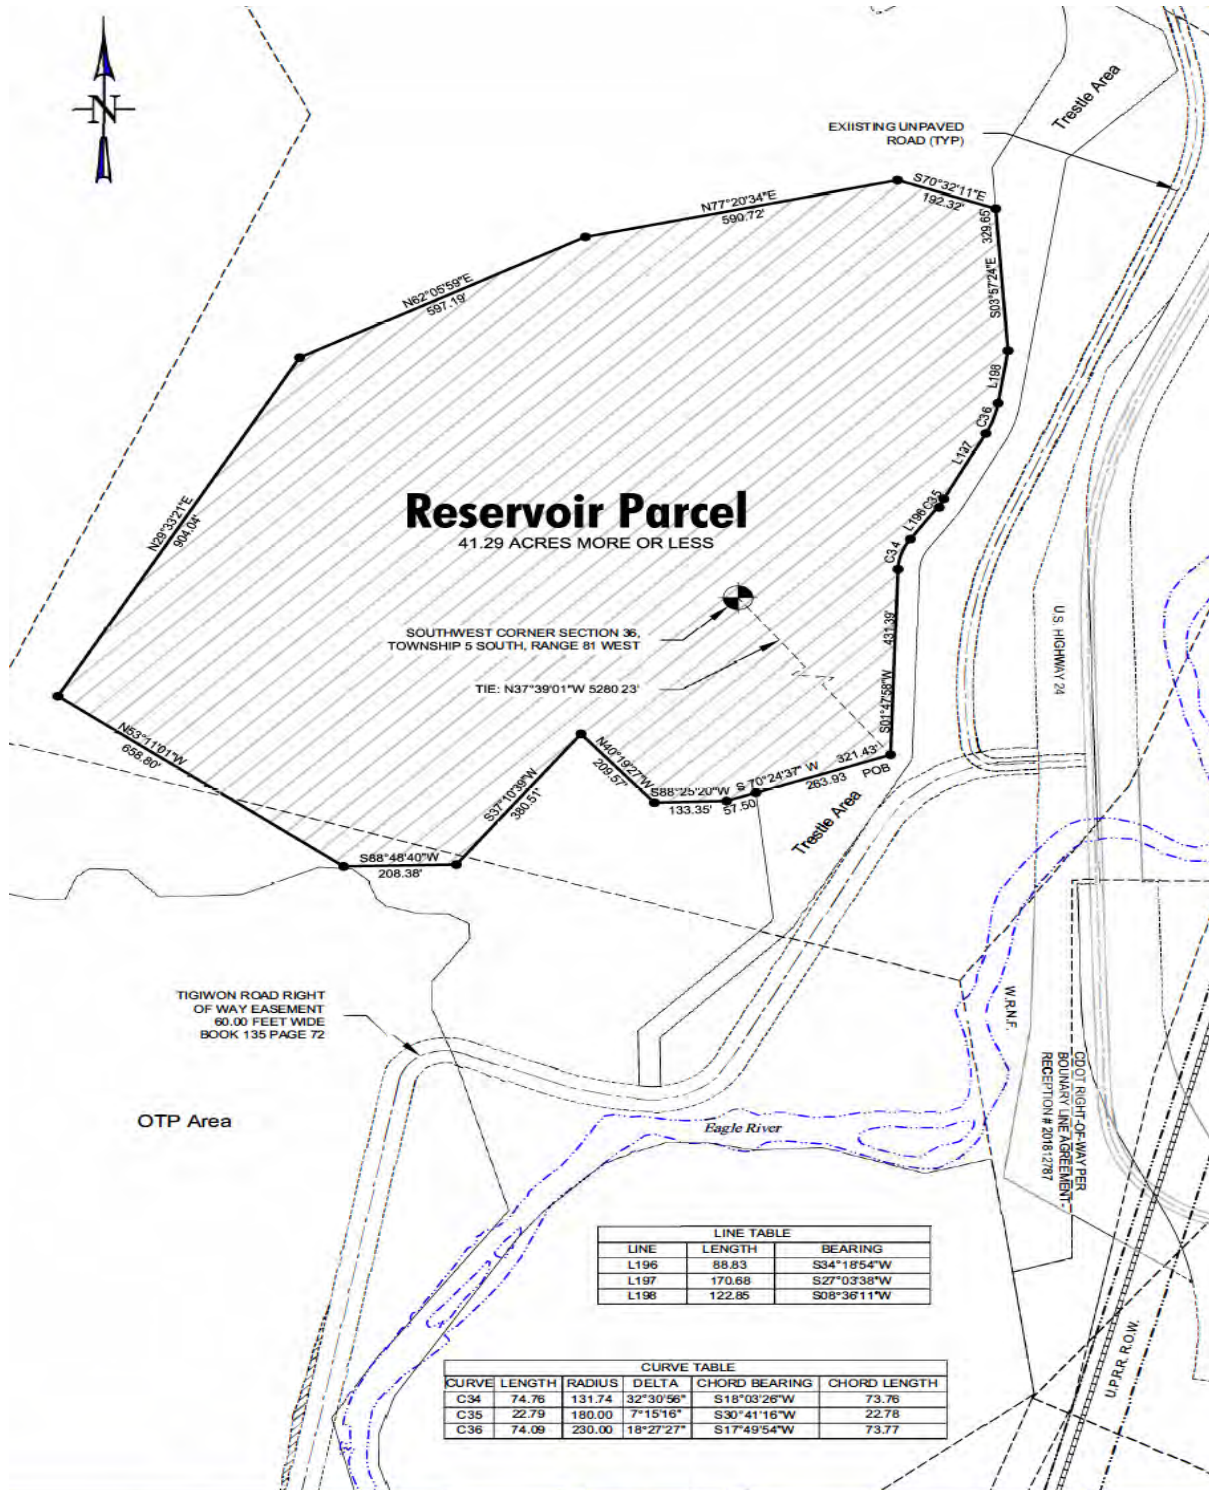 N
Trestle Area
EXIISTING UNPAVED
ROAD (TYP)
S70°32'11"E
192.32'
N77°20'34"E
590.72'
329.65'
S03°57'24"E
N62°05'59"E
597.19'
L198
C36
L197
N29°33'21"E
904.04'
Reservoir Parcel
41.29 ACRES MORE OR LESS
C35
L196
C34
SOUTHWEST CORNER SECTION 36,
TOWNSHIP 5 SOUTH, RANGE 81 WEST
TIE: N37°39'01"W 5280 23'
431.39'
S01°47'58"W
U.S. HIGHWAY 24
N53°11'01"W
658.80'
N40°19'27"W
209.57'
S37°10'39"W
380.51'
S88°25'20"W
133.35'
57.50
S 70°24'37" W
321.43'
263.93
POB
Trestle Area
S88°48'40"W
208.38'
TIGIWON ROAD RIGHT
OF WAY EASEMENT
60.00 FEET WIDE
BOOK 135 PAGE 72
W.R.N.F.
CDOT RIGHT-OF-WAY PER
BOUNARY LINE AGREEMENT-
RECEPTION # 201812787
OTP Area
Eagle River
LINE TABLE
LINE LENGTH BEARING
L196 88.83 S34°18'54"W
L197 170.68 S27°03'38"W
L198 122.85 S08°36'11"W
U.P.R.R. R.O.W.
CURVE TABLE
CURVE LENGTH RADIUS DELTA CHORD BEARING CHORD LENGTH
C34 74.76 131.74 32°30'56" S18°03'26"W 73.76
C35 22.79 180.00 7°15'16" S30°41'16"W 22.78
C36 74.09 230.00 18°27'27" S17°49'54"W 73.77